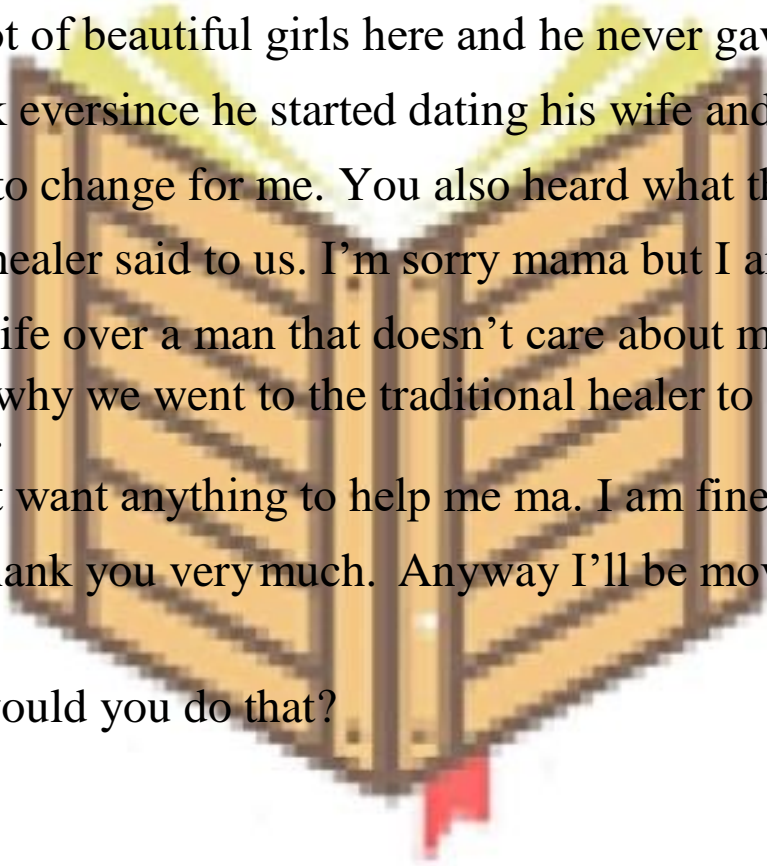 ot of beautiful girls here and he never gav
k eversince he started dating his wife and
to change for me. You also heard what th
healer said to us. I’m sorry mama but I a
ife over a man that doesn’t care about m
why we went to the traditional healer to
t want anything to help me ma. I am fine
ank you very much. Anyway I’ll be mov
ould you do that?